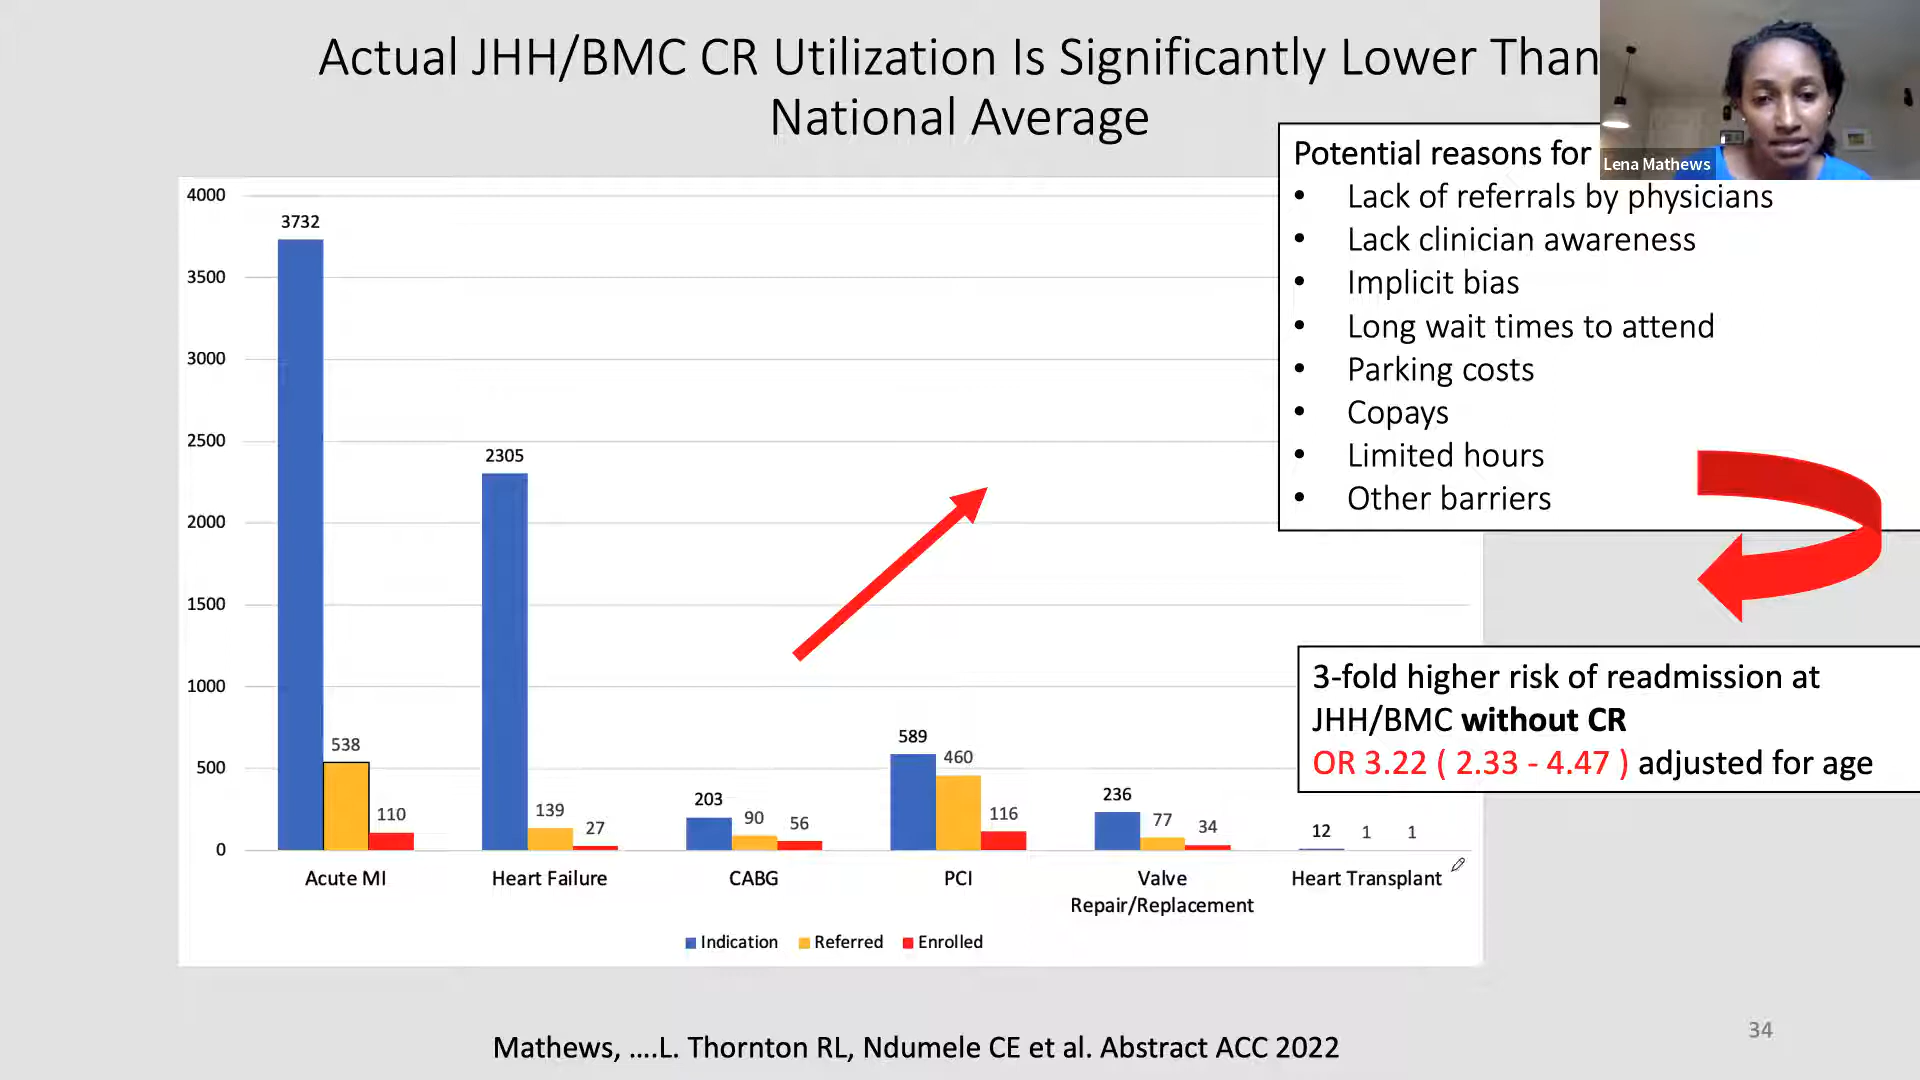 Actual JHH/BMC CR Utilization Is Significantly Lower Than
National Average
Lena Mathews
Potential reasons for
• Lack of referrals by physicians
• Lack clinician awareness
• Implicit bias
• Long wait times to attend
• Parking costs
• Copays
• Limited hours
• Other barriers
4000
3500
3000
2500
2000
1500
1000
500
0
3732
538
110
2305
139
27
203
90
56
589
460
116
236
77
34
12
1
1
Acute MI
Heart Failure
CABG
PCI
Valve
Repair/Replacement
Heart Transplant
Indication
Referred
Enrolled
3-fold higher risk of readmission at
JHH/BMC without CR
OR 3.22 ( 2.33 - 4.47 ) adjusted for age
Mathews, ....L. Thornton RL, Ndumele CE et al. Abstract ACC 2022
34